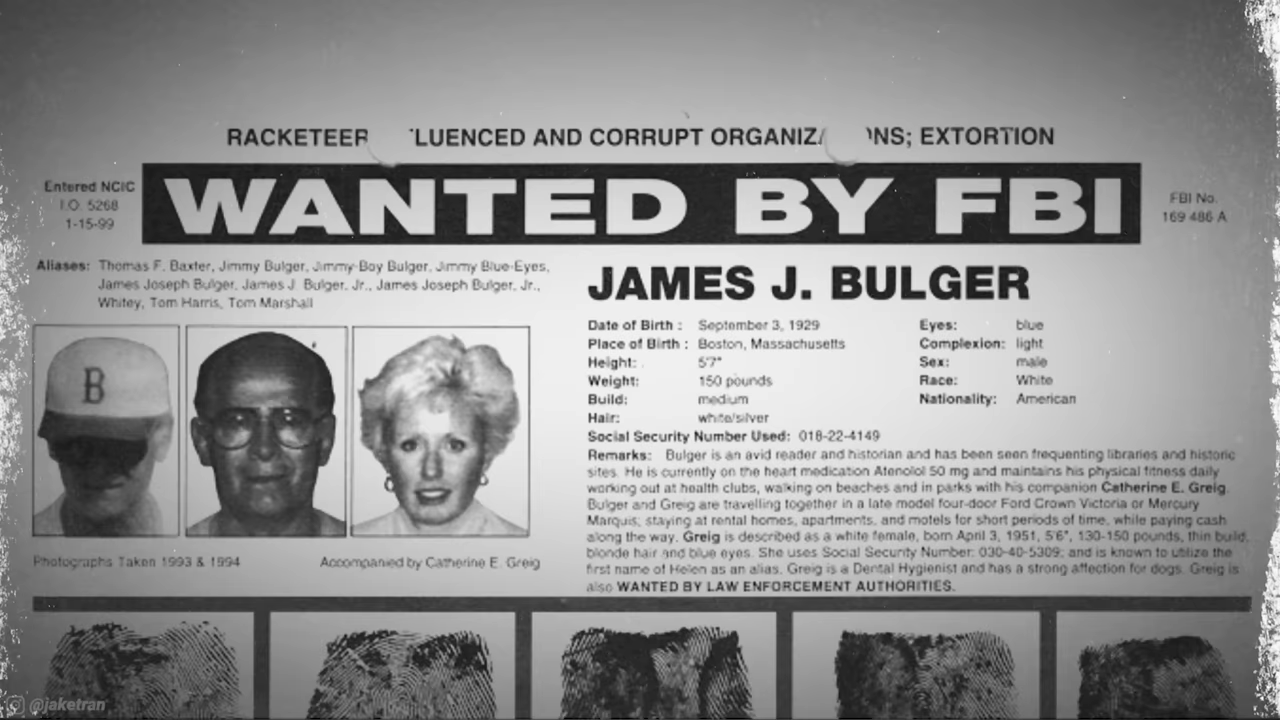 RACKETEER LUENCED AND CORRUPT ORGANIZA NS; EXTORTION
Entered NCIC
I.O. 5268
1-15-99
WANTED BY FBI
FBI No.
169 486 A
Aliases: Thomas F. Baxter, Jimmy Bulger, Jimmy-Boy Bulger, Jimmy Blue-Eyes,
James Joseph Bulger, James J. Bulger, Jr., James Joseph Bulger, Jr.,
Whitey, Tom Harris, Tom Marshall
B
Photographs Taken 1993 & 1994
Accompanied by Catherine E. Greig
JAMES J. BULGER
Date of Birth : September 3, 1929 Eyes: blue
Place of Birth : Boston, Massachusetts Complexion: light
Height: 5'7" Sex: male
Weight: 150 pounds Race: White
Build: medium Nationality: American
Hair: white/silver
Social Security Number Used: 018-22-4149
Remarks: Bulger is an avid reader and historian and has been seen frequenting libraries and historic
sites. He is currently on the heart medication Atenolol 50 mg and maintains his physical fitness daily
working out at health clubs, walking on beaches and in parks with his companion Catherine E. Greig.
Bulger and Greig are travelling together in a late model four-door Ford Crown Victoria or Mercury
Marquis; staying at rental homes, apartments, and motels for short periods of time, while paying cash
along the way. Greig is described as a white female, born April 3, 1951, 5'6", 130-150 pounds, thin build,
blonde hair and blue eyes. She uses Social Security Number: 030-40-5309; and is known to utilize the
first name of Helen as an alias. Greig is a Dental Hygienist and has a strong affection for dogs. Greig is
also WANTED BY LAW ENFORCEMENT AUTHORITIES.
@jaketran